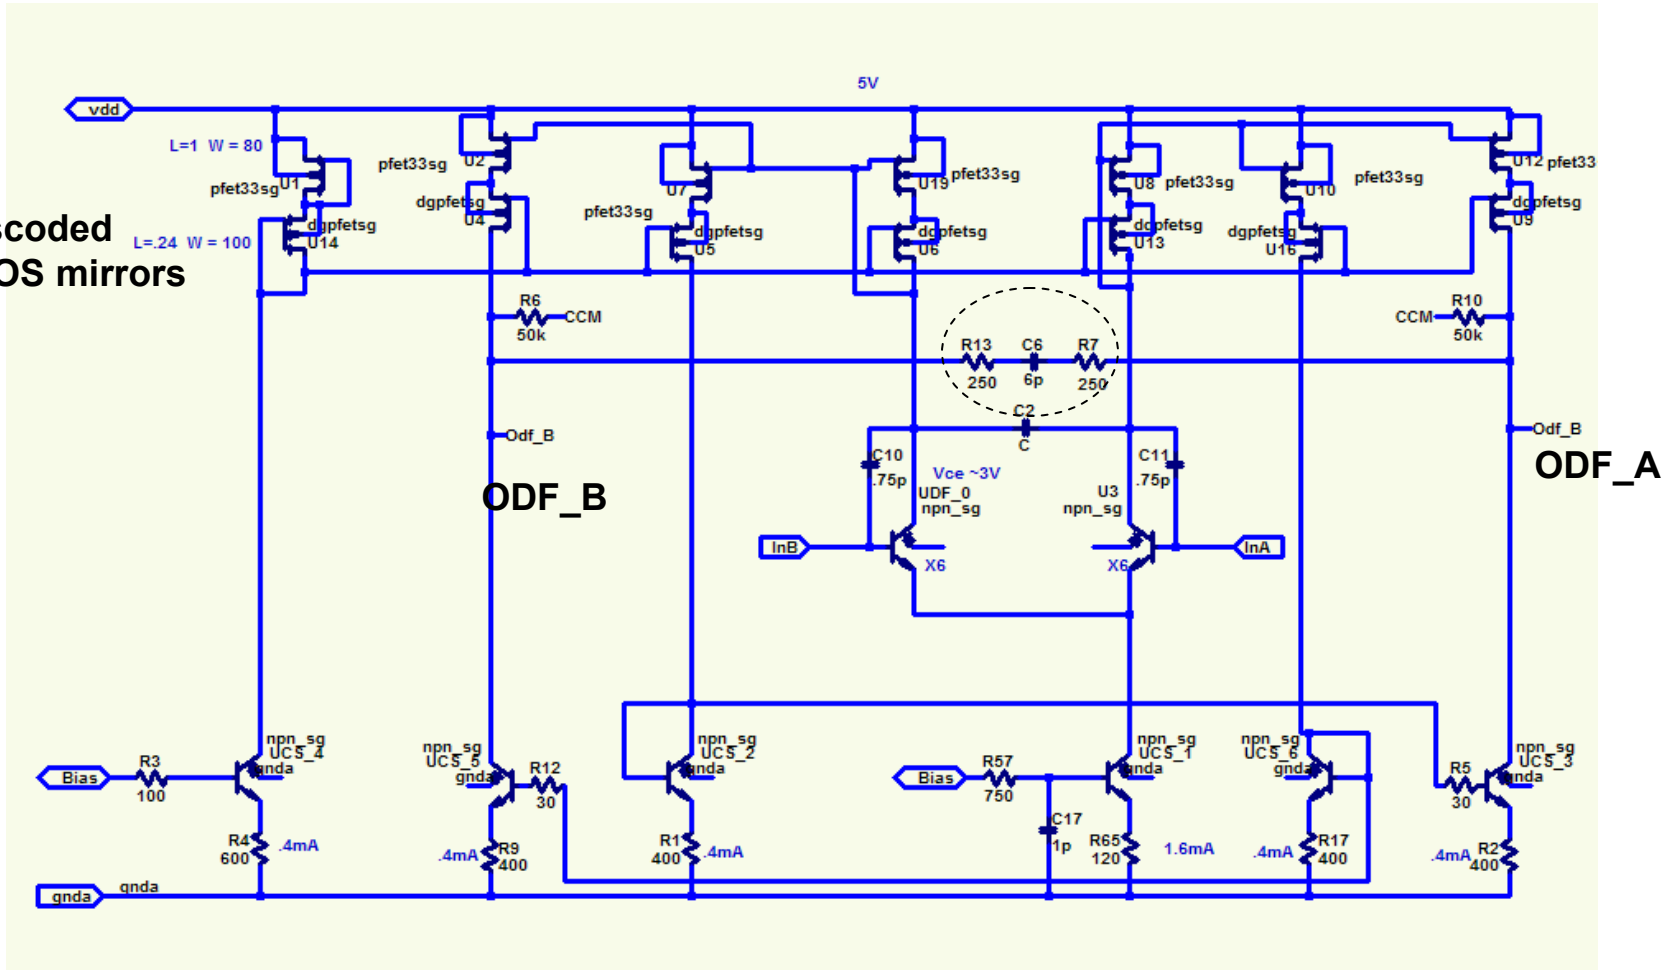 5V
vdd
L=1 W = 80
pfet33sg
U1
pfet33sg
U2
dgpfetsg
U4
pfet33sg
U7
dgpfetsg
U5
U19
pfet33sg
dgpfetsg
U6
U8
pfet33sg
dgpfetsg
U13
U10
pfet33sg
dgpfetsg
U16
U12
pfet33
dgpfetsg
U9
scoded
OS mirrors
L=.24 W = 100
dgpfetsg
U14
R6
50k
CCM
CCM
R10
50k
R13
250
C6
6p
R7
250
C2
C
Odf_B
ODF_B
C10
.75p
Vce ~3V
UDF_0
npn_sg
C11
.75p
U3
npn_sg
Odf_B
ODF_A
InB
X6
X6
InA
Bias
R3
100
npn_sg
UCS_4
gnda
R4
600
.4mA
npn_sg
UCS_5
gnda
R12
30
.4mA
R9
400
npn_sg
UCS_2
gnda
R1
400
.4mA
Bias
R57
750
C17
1p
npn_sg
UCS_1
gnda
R65
120
1.6mA
npn_sg
UCS_6
gnda
.4mA
R17
400
R5
30
npn_sg
UCS_3
gnda
.4mA
R2
400
gnda
gnda